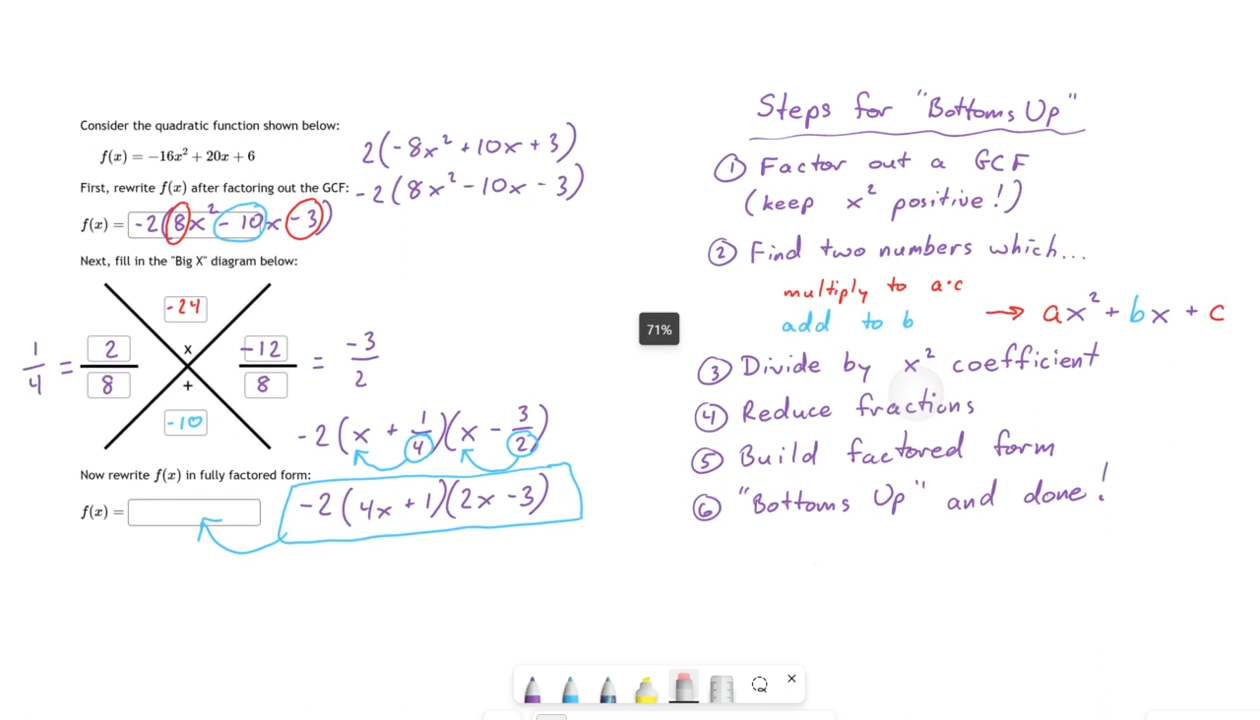 Consider the quadratic function shown below:
f(x) = −16x² + 20x + 6
2(-8x² + 10x + 3)
First, rewrite f(x) after factoring out the GCF:
-2(8x² - 10x - 3)
f(x) = -2(8x² - 10x - 3)
Next, fill in the "Big X" diagram below:
-24
x
1/4 = 2/8
-12/8 = -3/2
+
-10
-2(x + 1/4)(x - 3/2)
Now rewrite f(x) in fully factored form:
f(x) =
-2(4x + 1)(2x - 3)
Steps for "Bottoms Up"
① Factor out a GCF
(keep x² positive!)
② Find two numbers which...
multiply to a·c
add to b
→ ax² + bx + c
71%
③ Divide by x² coefficient
④ Reduce fractions
⑤ Build factored form
⑥ "Bottoms Up" and done!